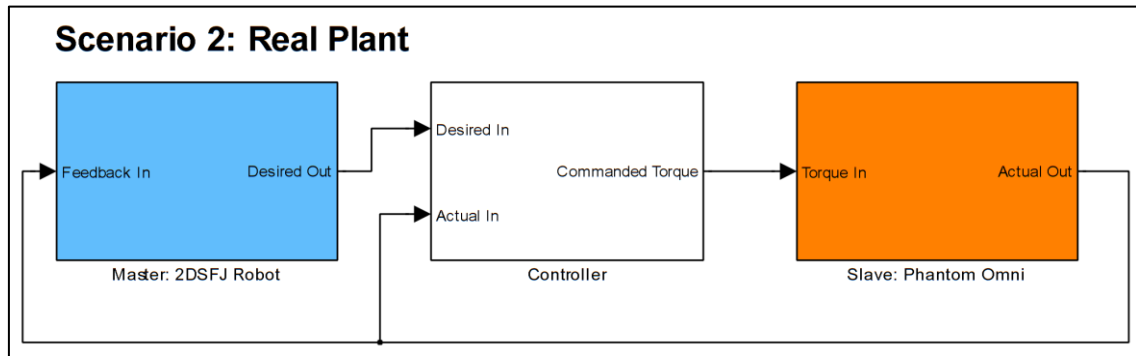 Scenario 2: Real Plant
Feedback In
Desired Out
Master: 2DSFJ Robot
Desired In
Commanded Torque
Actual In
Controller
Torque In
Actual Out
Slave: Phantom Omni